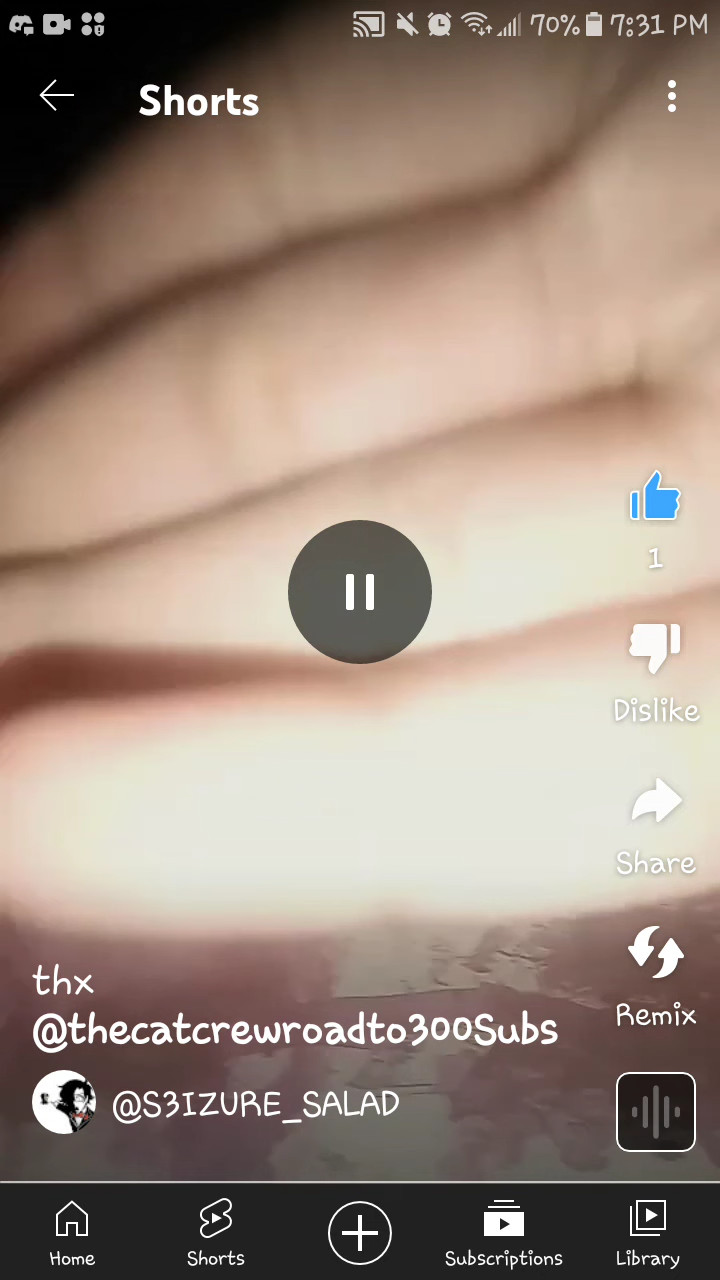 70% 7:31 PM
Shorts
1
Dislike
Share
Remix
thx
@thecatcrewroadto300Subs
@S3IZURE_SALAD
Home Shorts Subscriptions Library